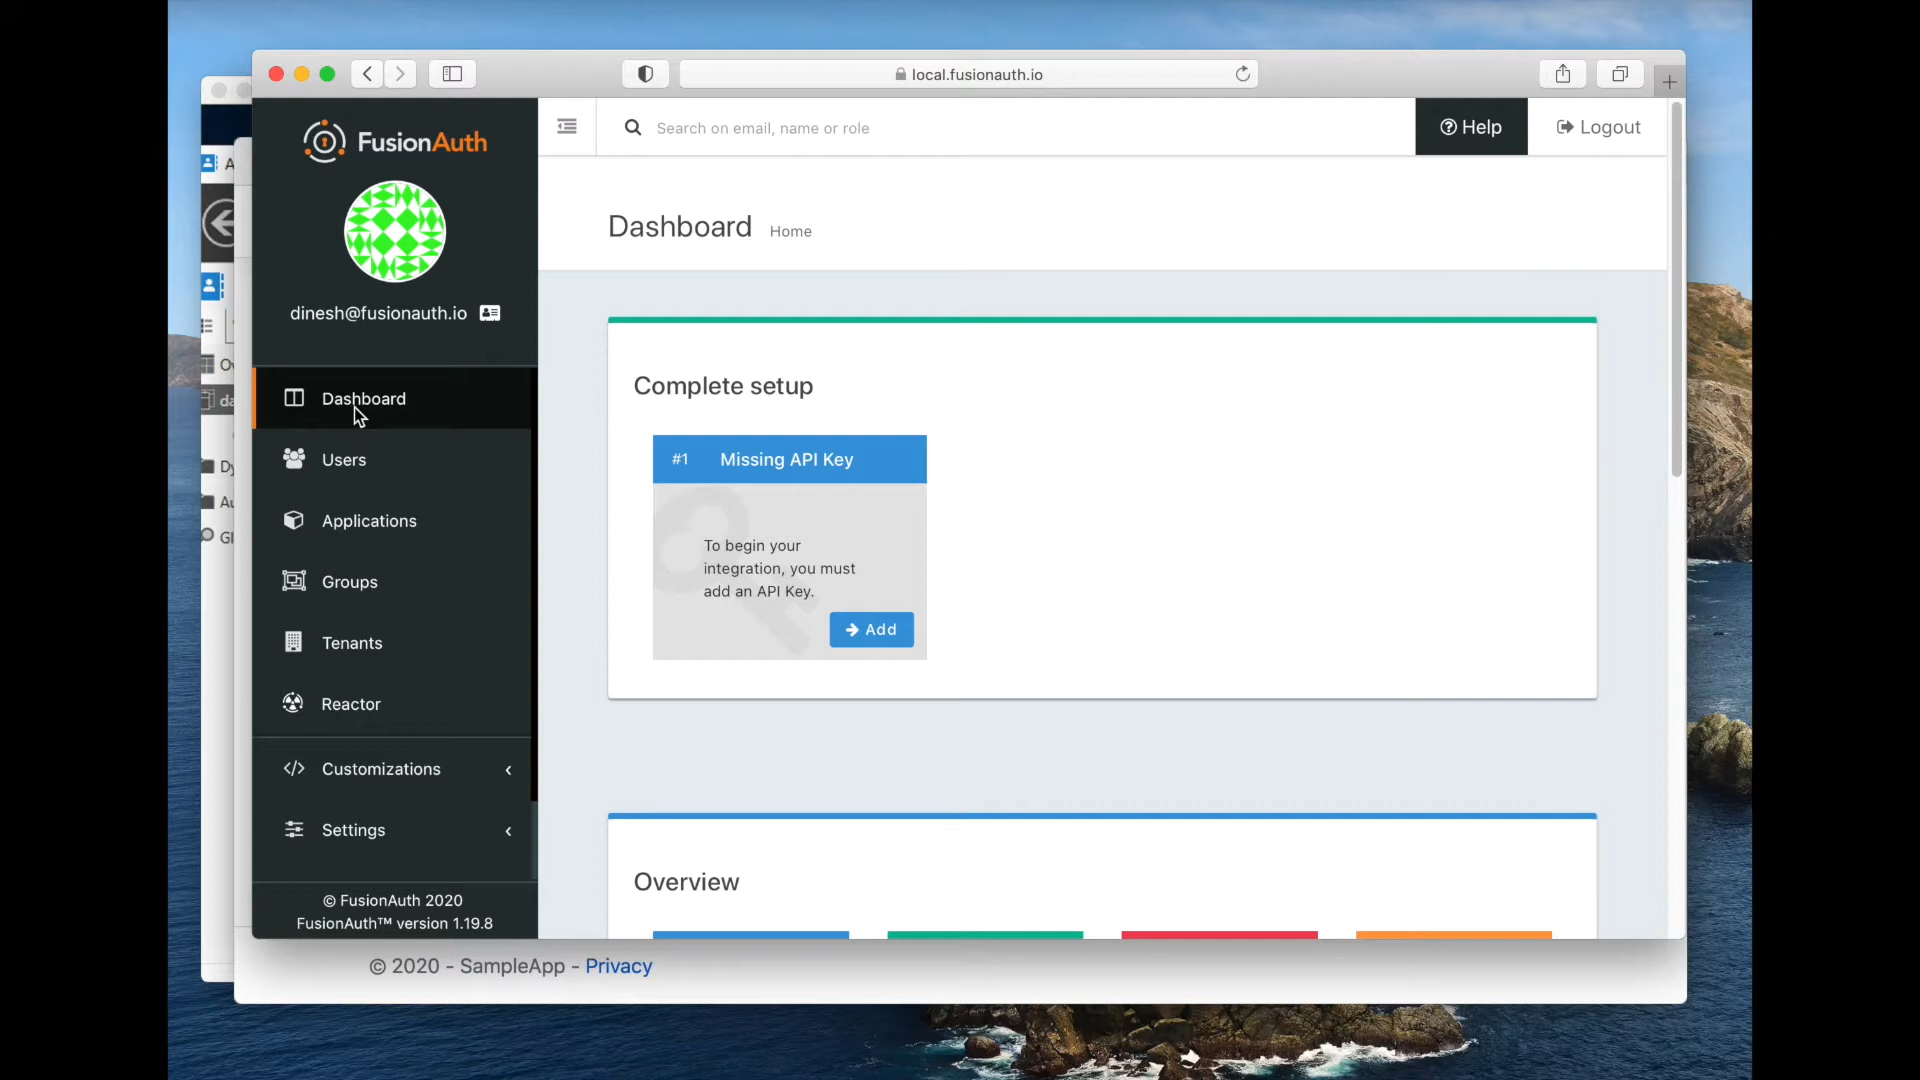 local.fusionauth.io
FusionAuth
Search on email, name or role
Help
Logout
dinesh@fusionauth.io
Dashboard Home
Dashboard
Users
Applications
Groups
Tenants
Reactor
Customizations
Settings
© FusionAuth 2020
FusionAuth™ version 1.19.8
Complete setup
#1 Missing API Key
To begin your
integration, you must
add an API Key.
Add
Overview
© 2020 - SampleApp - Privacy